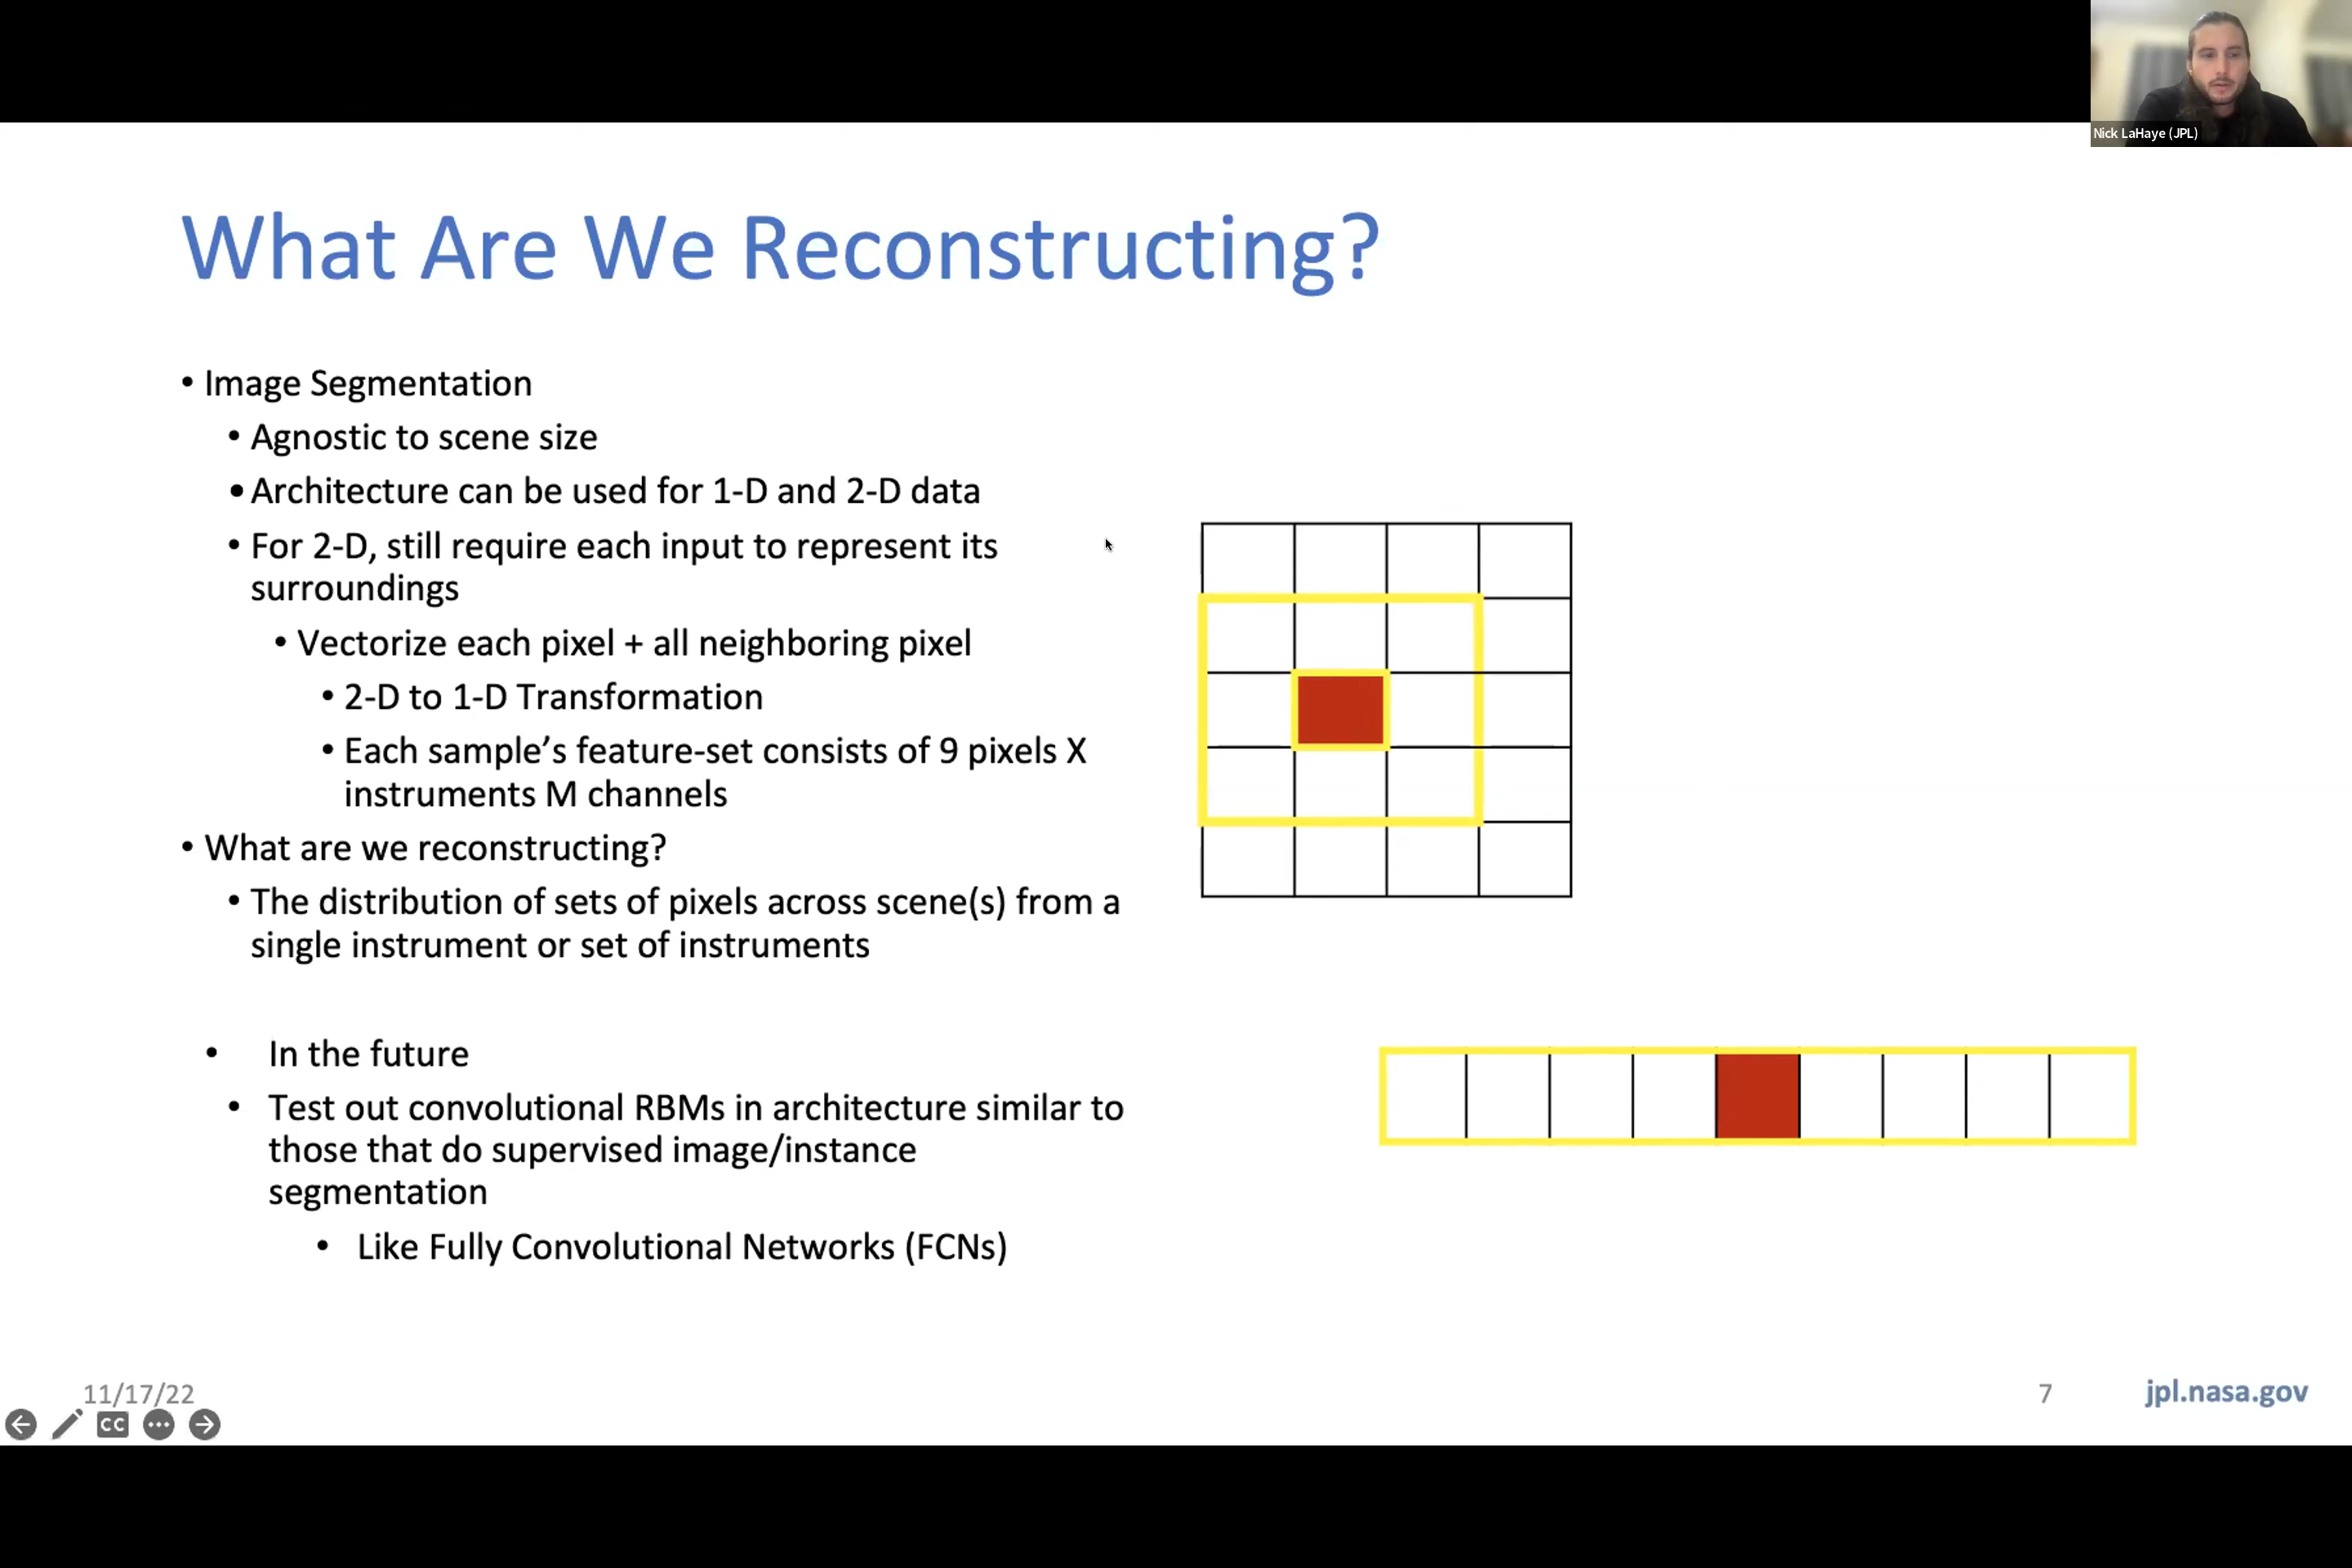 Nick LaHaye (JPL)
What Are We Reconstructing?
• Image Segmentation
• Agnostic to scene size
• Architecture can be used for 1-D and 2-D data
• For 2-D, still require each input to represent its
surroundings
• Vectorize each pixel + all neighboring pixel
• 2-D to 1-D Transformation
• Each sample’s feature-set consists of 9 pixels X
instruments M channels
• What are we reconstructing?
• The distribution of sets of pixels across scene(s) from a
single instrument or set of instruments
• In the future
• Test out convolutional RBMs in architecture similar to
those that do supervised image/instance
segmentation
• Like Fully Convolutional Networks (FCNs)
11/17/22
CC
7
jpl.nasa.gov